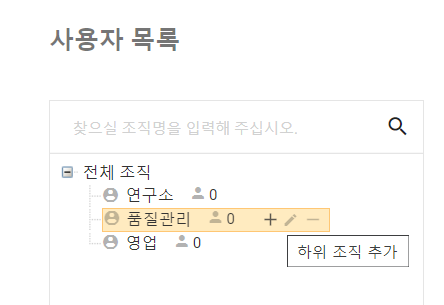 사용자 목록
찾으실 조직명을 입력해 주십시오.
전체 조직
연구소 0
품질관리 0
영업 0
하위 조직 추가